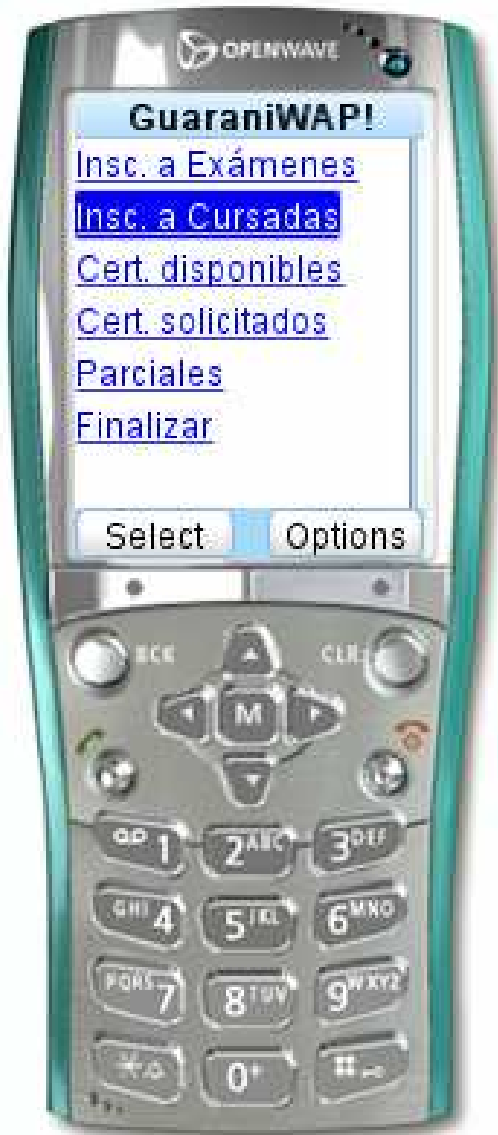 OPENWAVE
GuaraniWAP!
Insc. a Exámenes
Insc. a Cursadas
Cert. disponibles
Cert. solicitados
Parciales
Finalizar
Select Options
BCK CLR
M
1 2ABC 3DEF
GHI4 5JKL 6MNO
PQRS7 8TUV 9WXYZ
0+